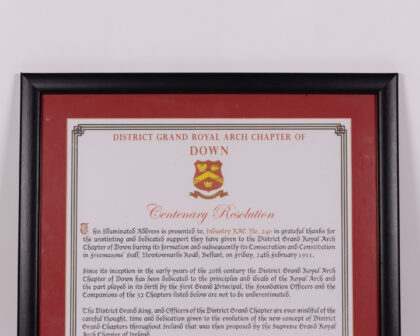 DISTRICT GRAND ROYAL ARCH CHAPTER OF
DOWN
Centenary Resolution
This Illuminated Address is presented to, Industry RAC No. 240 in grateful thanks for
the unstinting and dedicated support they have given to the District Grand Royal Arch
Chapter of Down during its formation and subsequently its Consecration and Constitution
in Freemasons' Hall, Newtownards Road, Belfast, on Friday, 24th February 1911.
Since its inception in the early years of the 20th century the District Grand Royal Arch
Chapter of Down has been dedicated to the principles and ideals of the Royal Arch and
the part played in its birth by the first Grand Principal, the Foundation Officers and the
Companions of the 32 Chapters listed below are not to be underestimated.
The District Grand King, and Officers of the District Grand Chapter are ever mindful of the
careful thought, time and dedication given to the evolution of the new concept of District
Grand Chapters throughout Ireland that was then proposed by the Supreme Grand Royal
Arch Chapter of Ireland.